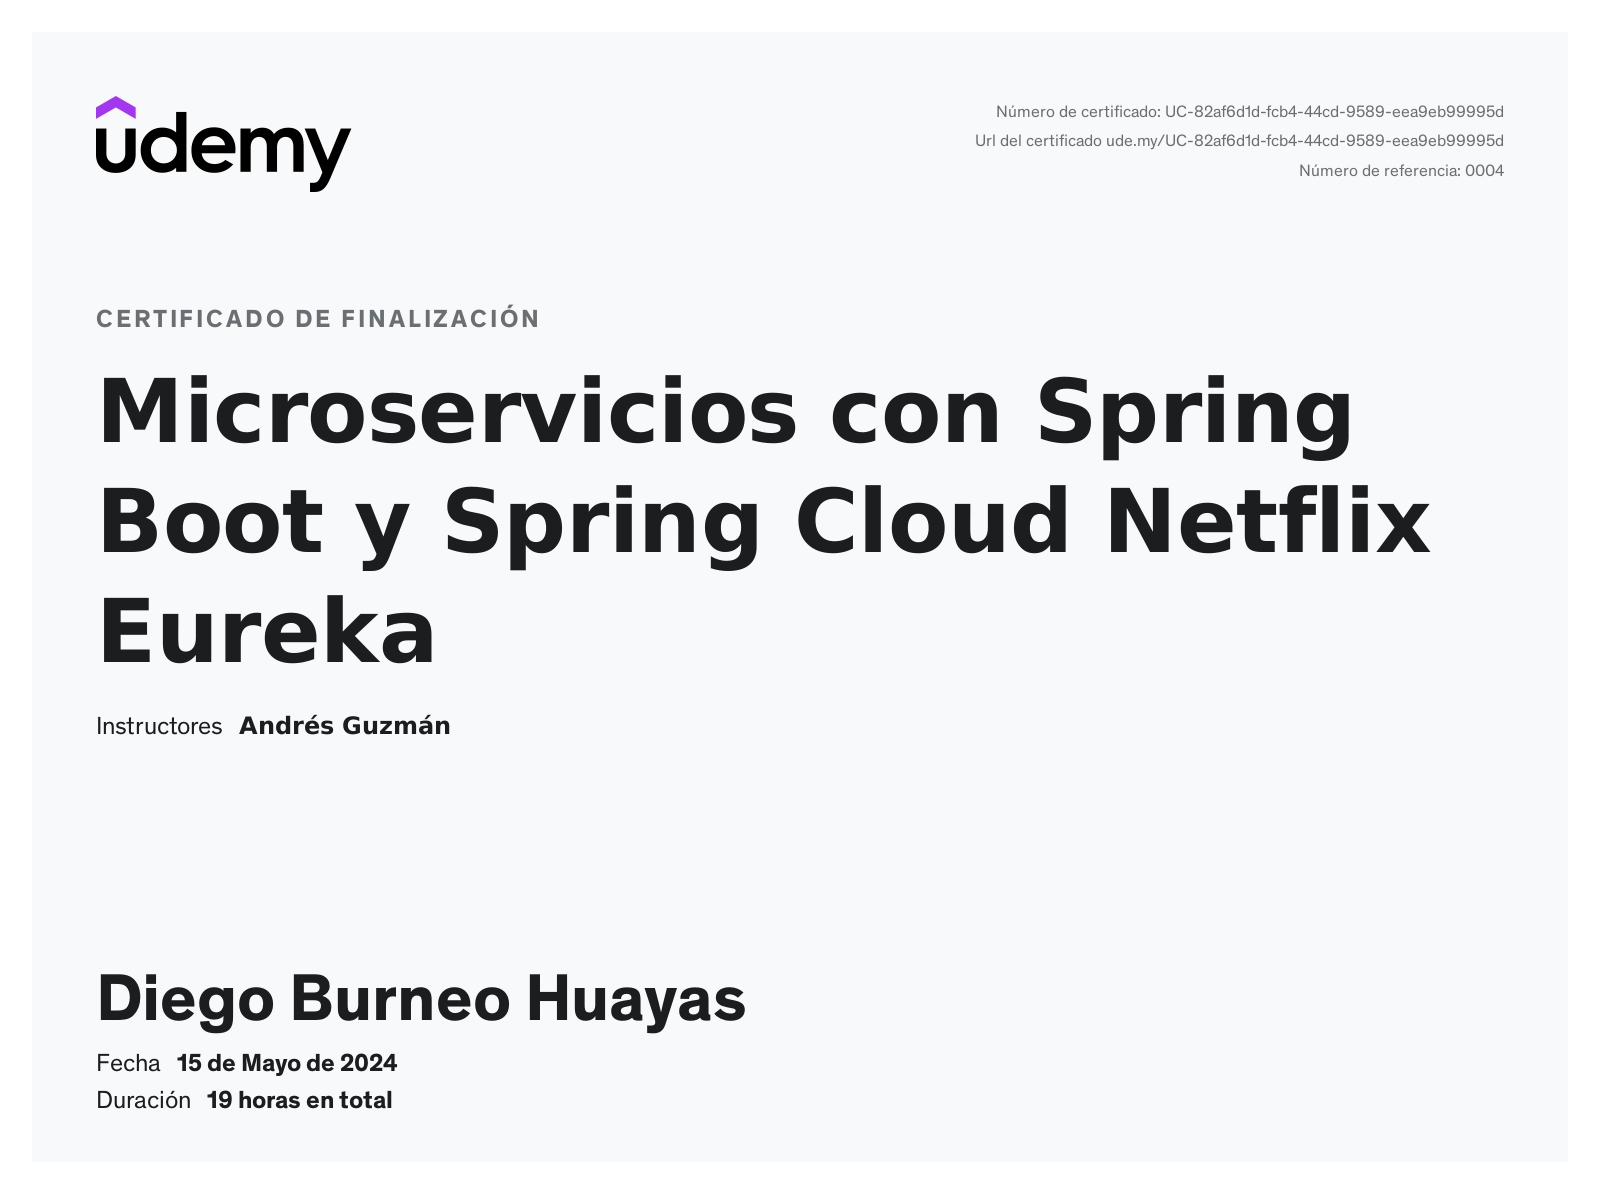 udemy
Número de certificado: UC-82af6d1d-fcb4-44cd-9589-eea9eb99995d
Url del certificado ude.my/UC-82af6d1d-fcb4-44cd-9589-eea9eb99995d
Número de referencia: 0004
CERTIFICADO DE FINALIZACIÓN
Microservicios con Spring
Boot y Spring Cloud Netflix
Eureka
Instructores Andrés Guzmán
Diego Burneo Huayas
Fecha 15 de Mayo de 2024
Duración 19 horas en total